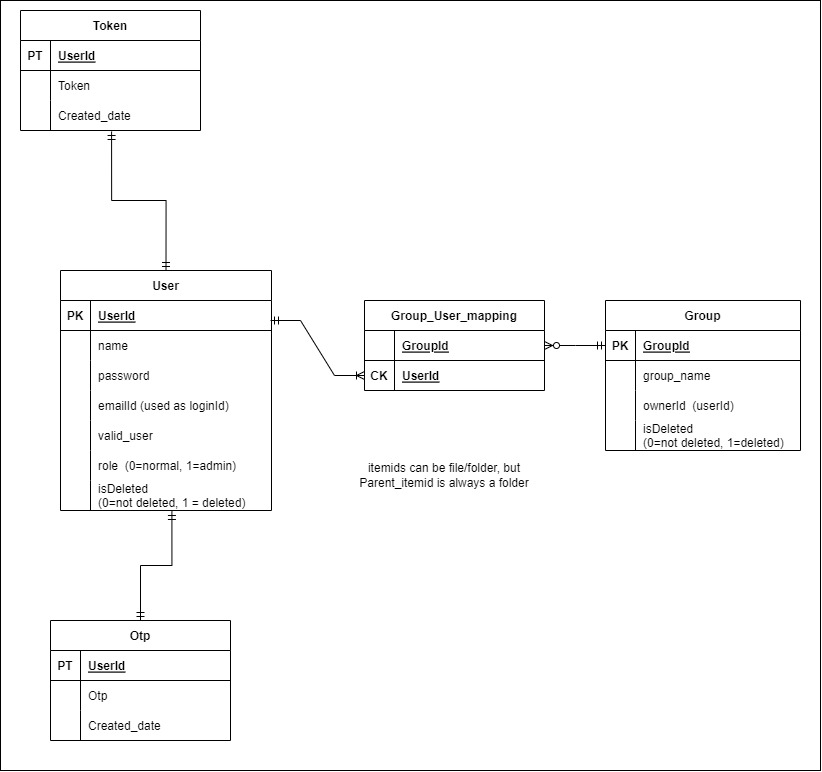 Token
PT UserId
Token
Created_date
User
PK UserId
name
password
emailId (used as loginId)
valid_user
role (0=normal, 1=admin)
isDeleted
(0=not deleted, 1 = deleted)
Group_User_mapping
GroupId
CK UserId
Group
PK GroupId
group_name
ownerId (userId)
isDeleted
(0=not deleted, 1=deleted)
itemids can be file/folder, but
Parent_itemid is always a folder
Otp
PT UserId
Otp
Created_date